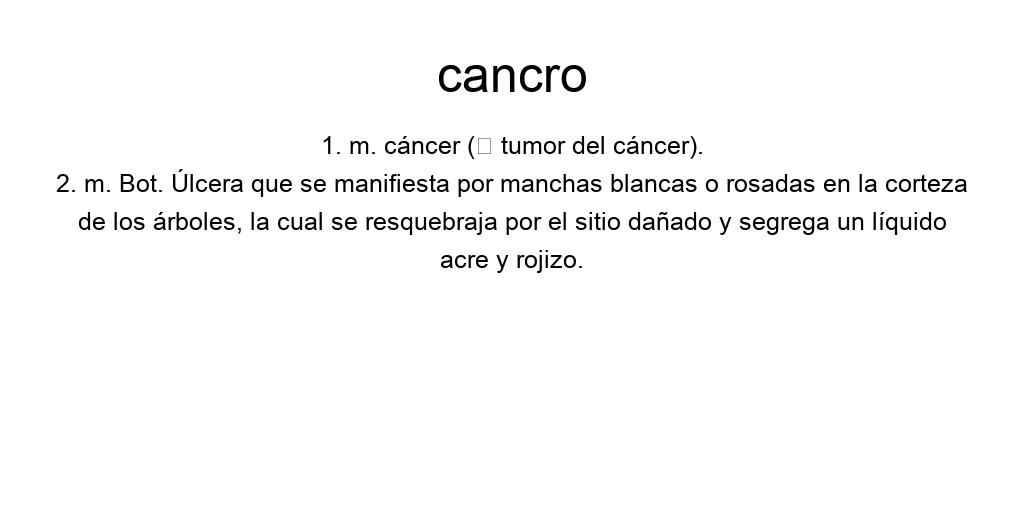 cancro
1. m. cáncer (□ tumor del cáncer).
2. m. Bot. Úlcera que se manifiesta por manchas blancas o rosadas en la corteza
de los árboles, la cual se resquebraja por el sitio dañado y segrega un líquido
acre y rojizo.